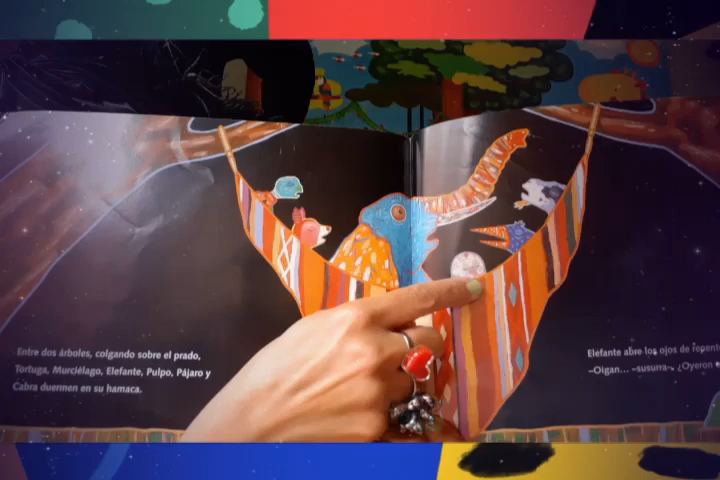 Entre dos árboles, colgando sobre el prado,
Tortuga, Murciélago, Elefante, Pulpo, Pájaro y
Cabra duermen en su hamaca.
Elefante abre los ojos de repent
–Oigan... –susurra–. ¿Oyeron